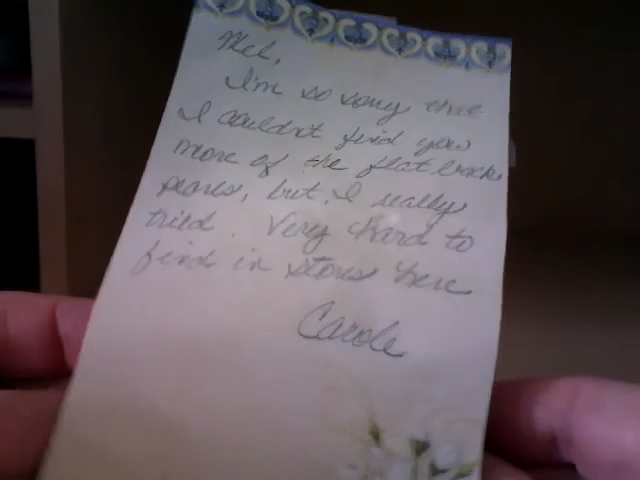 Mel,
I'm so sorry that
I couldn't find you
more of the flat back
pearls, but I really
tried. Very hard to
find in stores here
Carole